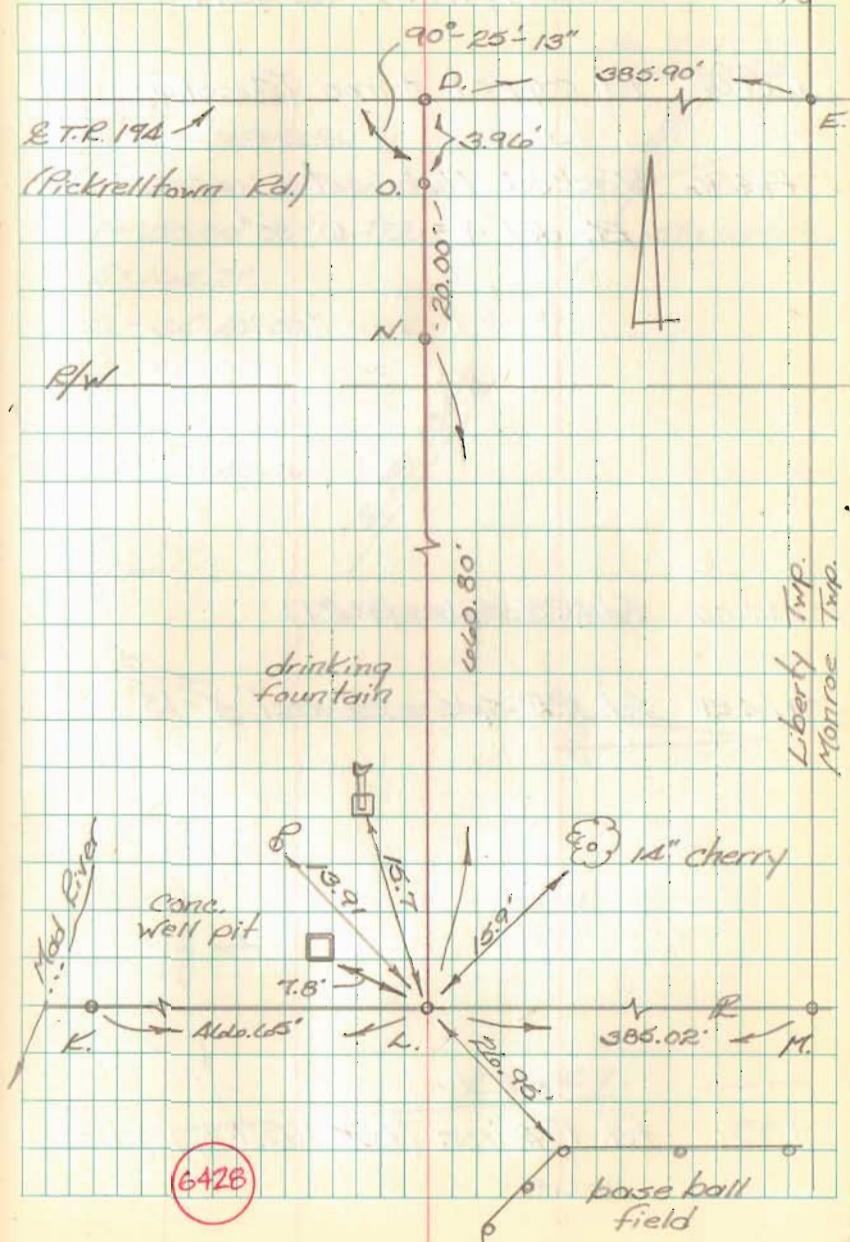 90°-25'-13"
D.
385.90'
E.
℄ T.R. 194
3.96'
(Pickrelltown Rd.)
O.
20.00'
N.
R/W
660.80'
drinking
fountain
Liberty Twp.
Monroe Twp.
14" cherry
13.9'
15.7
15.9'
Mad River
Conc.
well pit
7.8'
K.
466.65'
L.
385.02'
M.
26.90'
6428
base ball
field